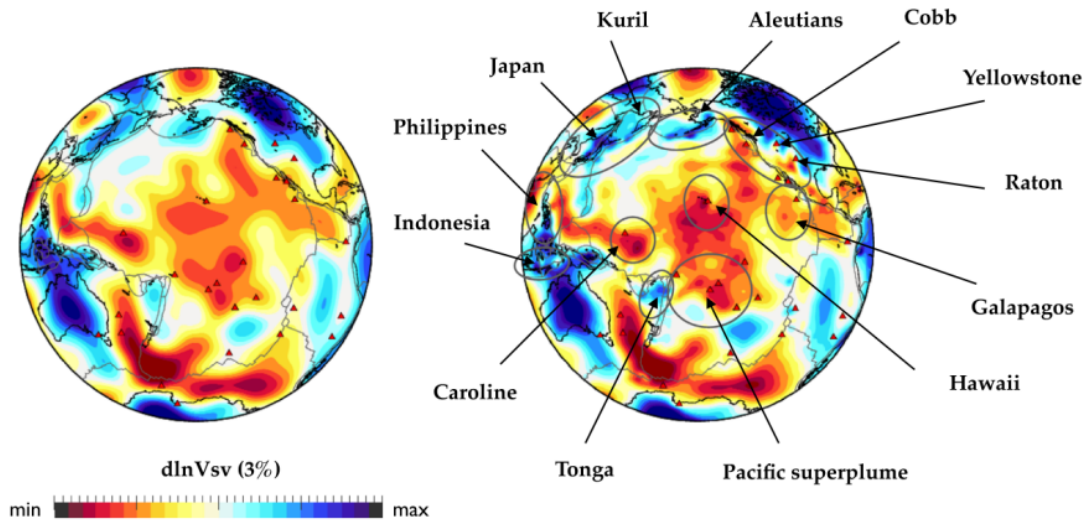 Kuril
Aleutians
Cobb
Japan
Yellowstone
Philippines
Raton
Indonesia
Galapagos
Caroline
Hawaii
Tonga
Pacific superplume
dlnVsv (3%)
min
max